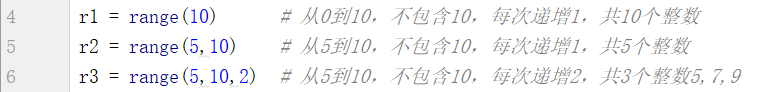 4 r1 = range(10) # 从0到10，不包含10，每次递增1，共10个整数
5 r2 = range(5,10) # 从5到10，不包含10，每次递增1，共5个整数
6 r3 = range(5,10,2) # 从5到10，不包含10，每次递增2，共3个整数5,7,9